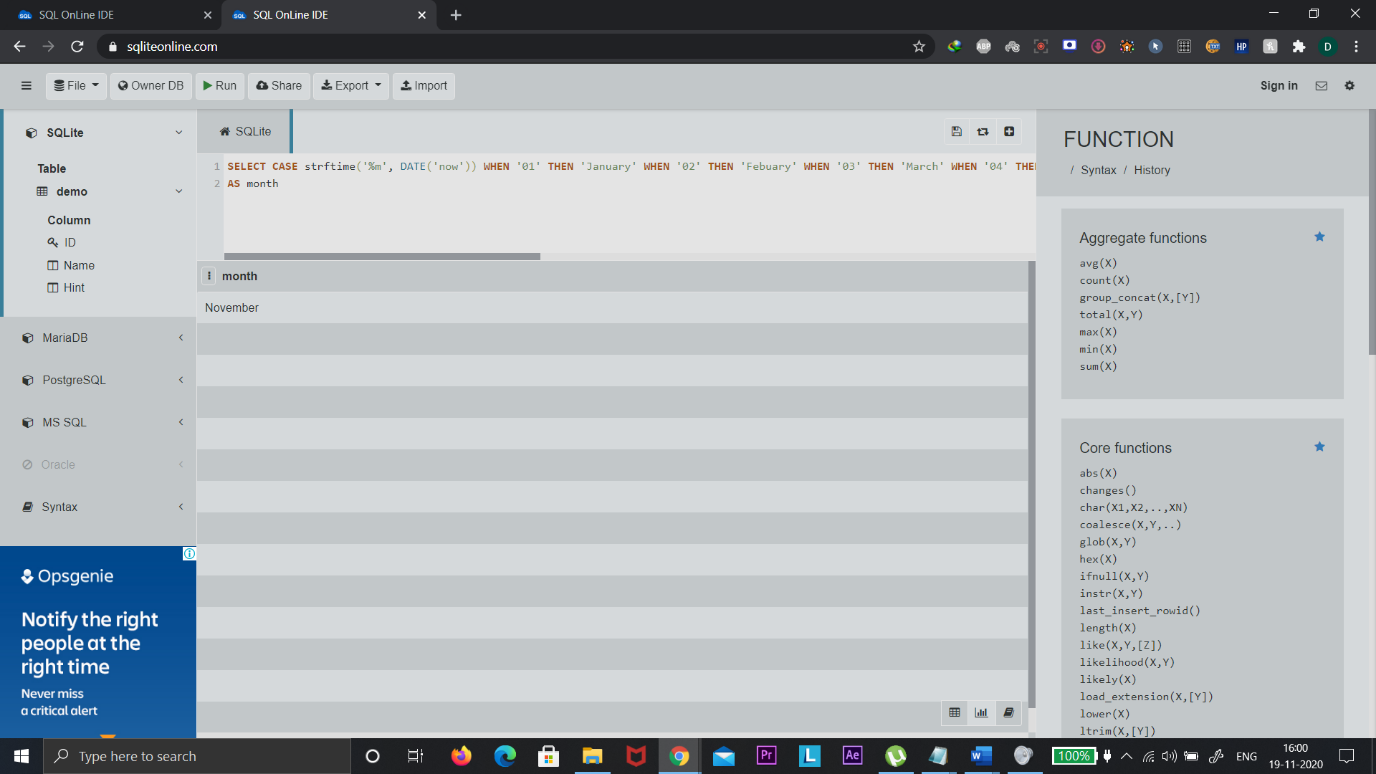 SQL OnLine IDE
SQL OnLine IDE
sqliteonline.com
File
Owner DB
Run
Share
Export
Import
Sign in
SQLite
Table
demo
Column
ID
Name
Hint
MariaDB
PostgreSQL
MS SQL
Oracle
Syntax
Opsgenie
Notify the right
people at the
right time
Never miss
a critical alert
SQLite
1 SELECT CASE strftime('%m', DATE('now')) WHEN '01' THEN 'January' WHEN '02' THEN 'Febuary' WHEN '03' THEN 'March' WHEN '04' THE
2 AS month
month
November
FUNCTION
/ Syntax / History
Aggregate functions
avg(X)
count(X)
group_concat(X,[Y])
total(X,Y)
max(X)
min(X)
sum(X)
Core functions
abs(X)
changes()
char(X1,X2,..,XN)
coalesce(X,Y,..)
glob(X,Y)
hex(X)
ifnull(X,Y)
instr(X,Y)
last_insert_rowid()
length(X)
like(X,Y,[Z])
likelihood(X,Y)
likely(X)
load_extension(X,[Y])
lower(X)
ltrim(X,[Y])
Type here to search
Pr
L
Ae
100%
ENG
16:00
19-11-2020